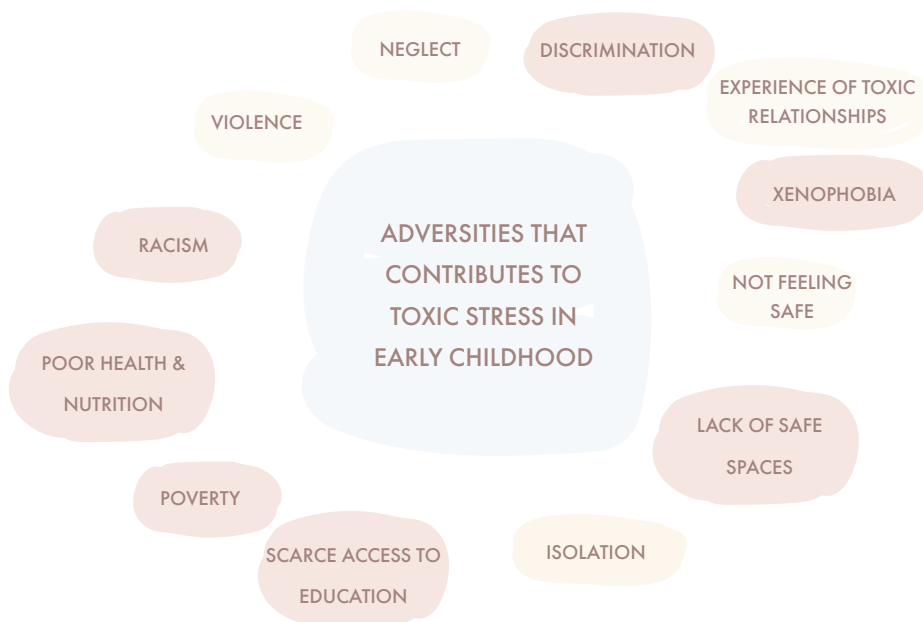 NEGLECT
DISCRIMINATION
EXPERIENCE OF TOXIC
RELATIONSHIPS
VIOLENCE
XENOPHOBIA
RACISM
ADVERSITIES THAT
CONTRIBUTES TO
TOXIC STRESS IN
EARLY CHILDHOOD
NOT FEELING
SAFE
POOR HEALTH &
NUTRITION
LACK OF SAFE
SPACES
POVERTY
SCARCE ACCESS TO
EDUCATION
ISOLATION